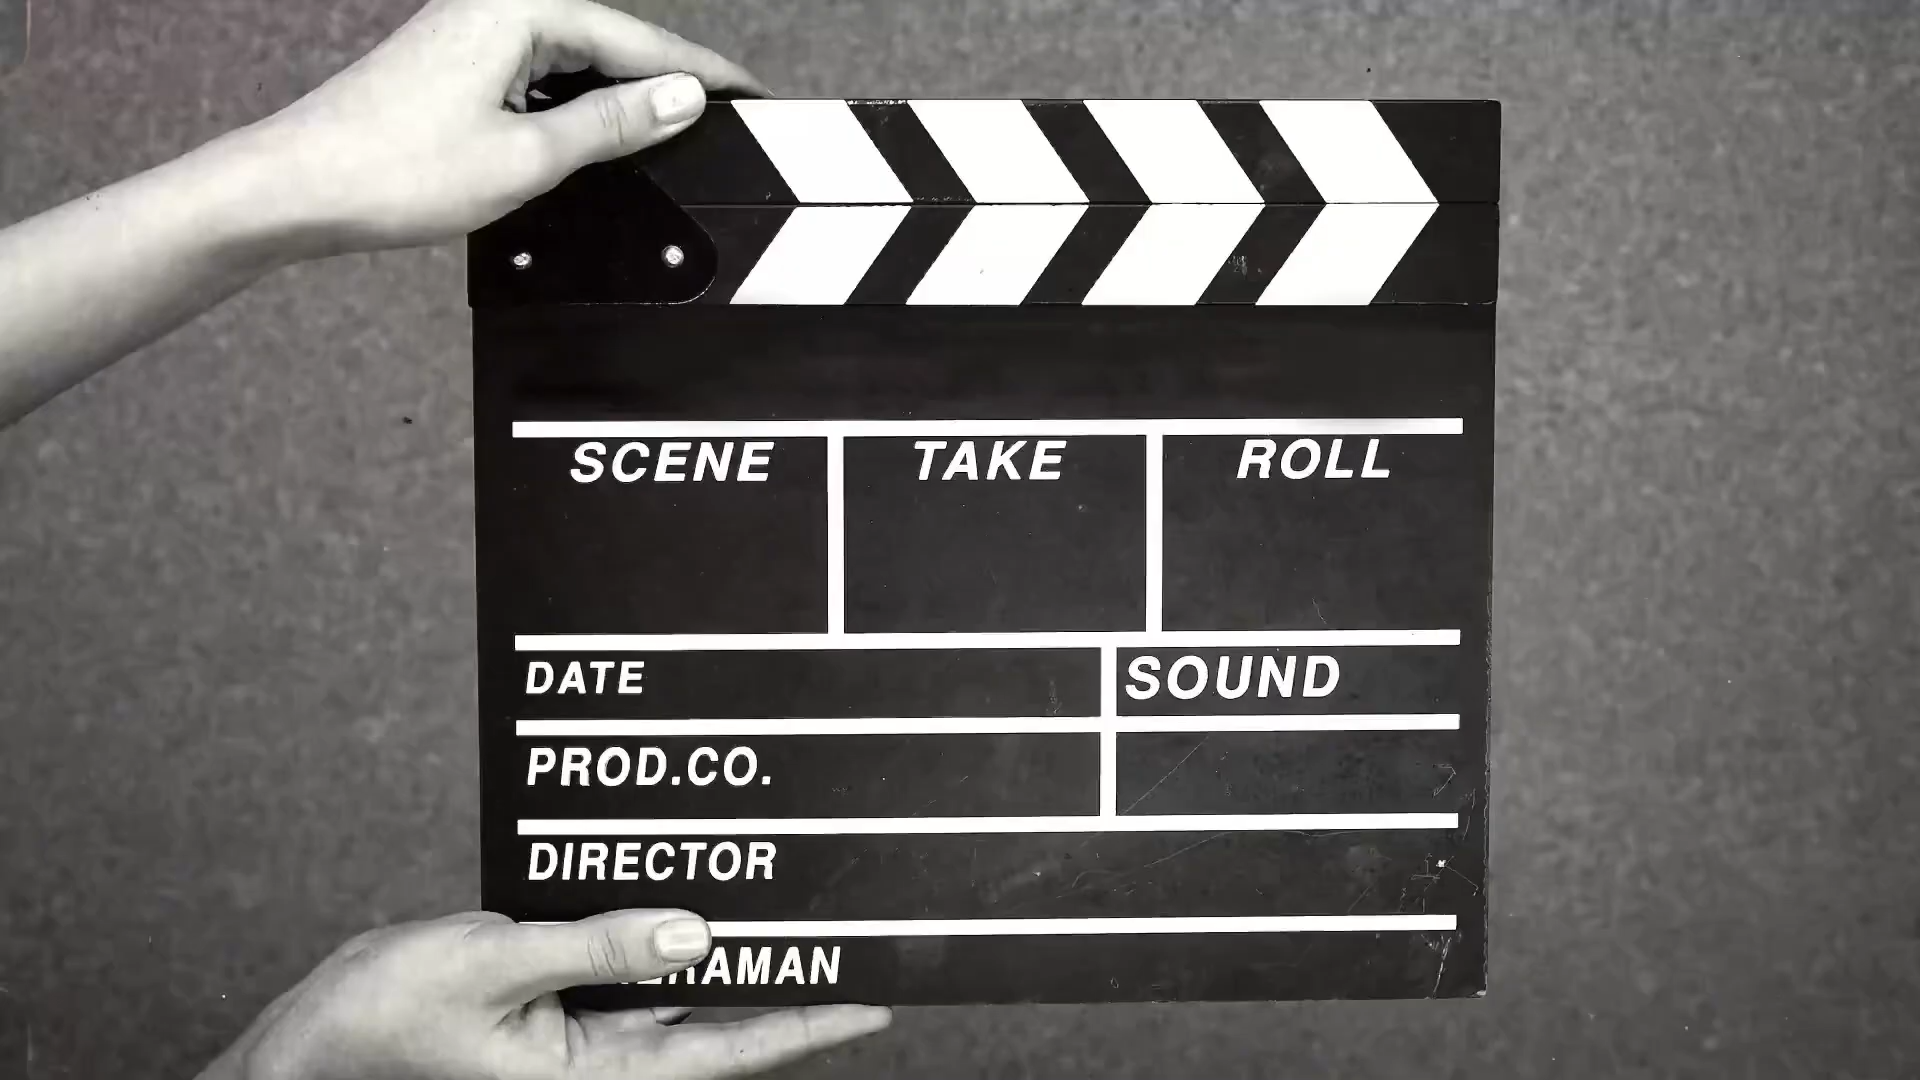 SCENE TAKE ROLL
DATE SOUND
PROD.CO.
DIRECTOR